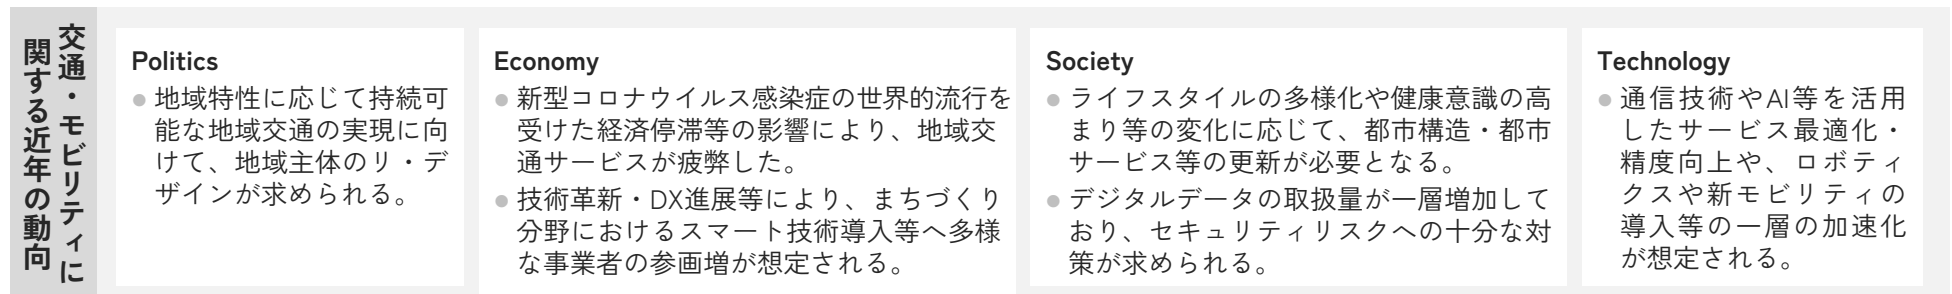 交通・モビリティに
関する近年の動向
Politics
● 地域特性に応じて持続可
能な地域交通の実現に向
けて、地域主体のリ・デ
ザインが求められる。
Economy
● 新型コロナウイルス感染症の世界的流行を
受けた経済停滞等の影響により、地域交
通サービスが疲弊した。
● 技術革新・DX進展等により、まちづくり
分野におけるスマート技術導入等へ多様
な事業者の参画増が想定される。
Society
● ライフスタイルの多様化や健康意識の高
まり等の変化に応じて、都市構造・都市
サービス等の更新が必要となる。
● デジタルデータの取扱量が一層増加して
おり、セキュリティリスクへの十分な対
策が求められる。
Technology
● 通信技術やAI等を活用
したサービス最適化・
精度向上や、ロボティ
クスや新モビリティの
導入等の一層の加速化
が想定される。